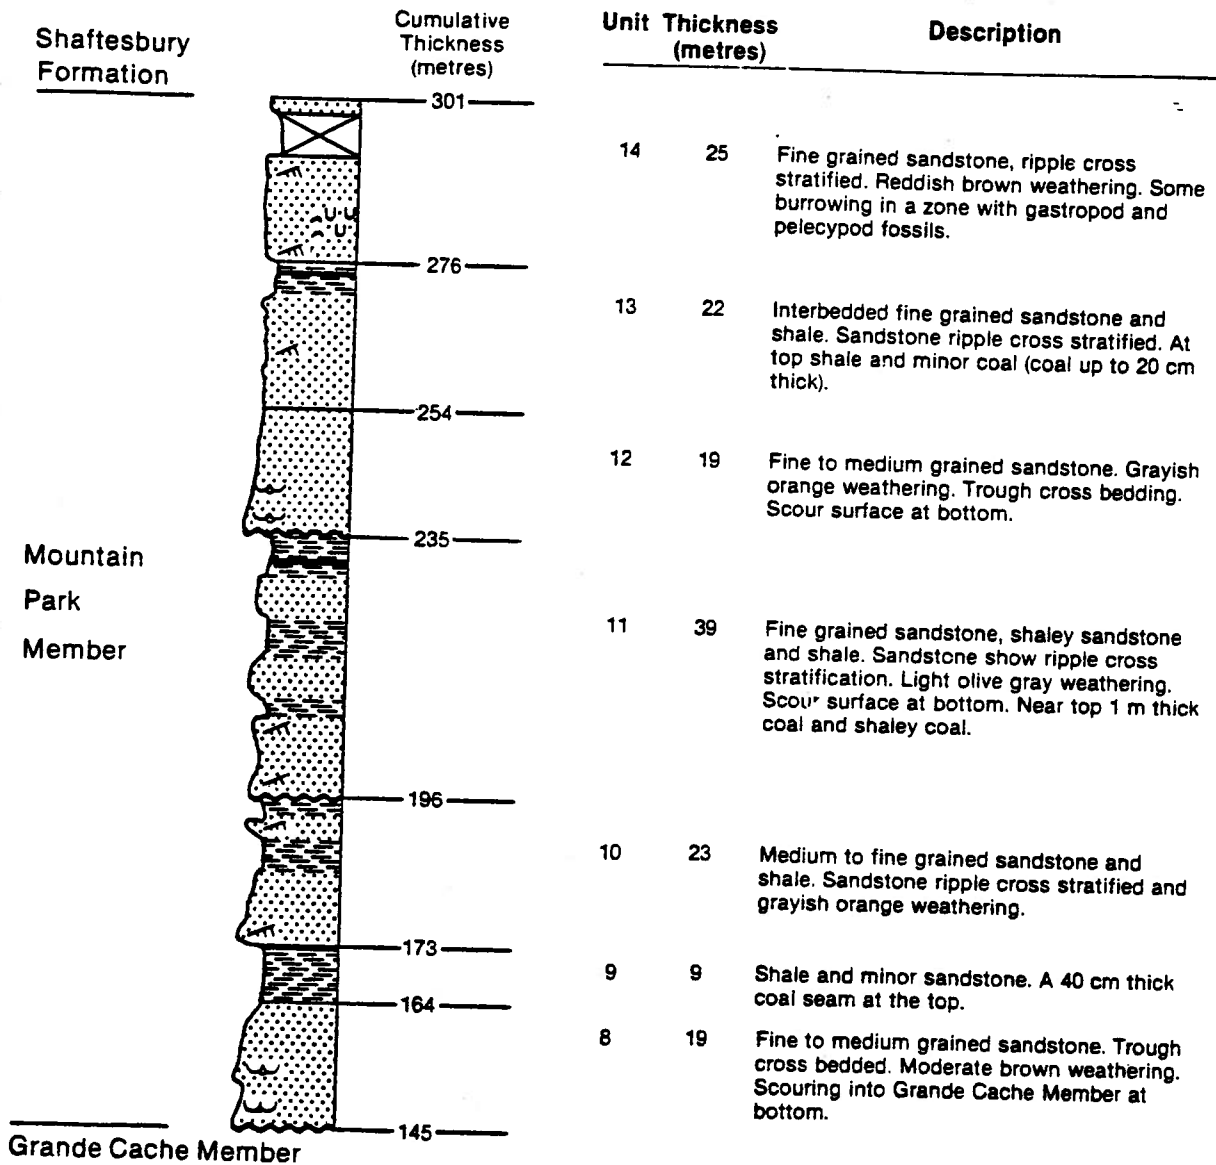 Shaftesbury
Formation
Cumulative
Thickness
(metres)
Unit Thickness
(metres)
Description
301
14 25 Fine grained sandstone, ripple cross
stratified. Reddish brown weathering. Some
burrowing in a zone with gastropod and
pelecypod fossils.
276
13 22 Interbedded fine grained sandstone and
shale. Sandstone ripple cross stratified. At
top shale and minor coal (coal up to 20 cm
thick).
254
12 19 Fine to medium grained sandstone. Grayish
orange weathering. Trough cross bedding.
Scour surface at bottom.
235
Mountain
Park
Member
11 39 Fine grained sandstone, shaley sandstone
and shale. Sandstone show ripple cross
stratification. Light olive gray weathering.
Scour surface at bottom. Near top 1 m thick
coal and shaley coal.
196
10 23 Medium to fine grained sandstone and
shale. Sandstone ripple cross stratified and
grayish orange weathering.
173
9 9 Shale and minor sandstone. A 40 cm thick
coal seam at the top.
164
8 19 Fine to medium grained sandstone. Trough
cross bedded. Moderate brown weathering.
Scouring into Grande Cache Member at
bottom.
145
Grande Cache Member